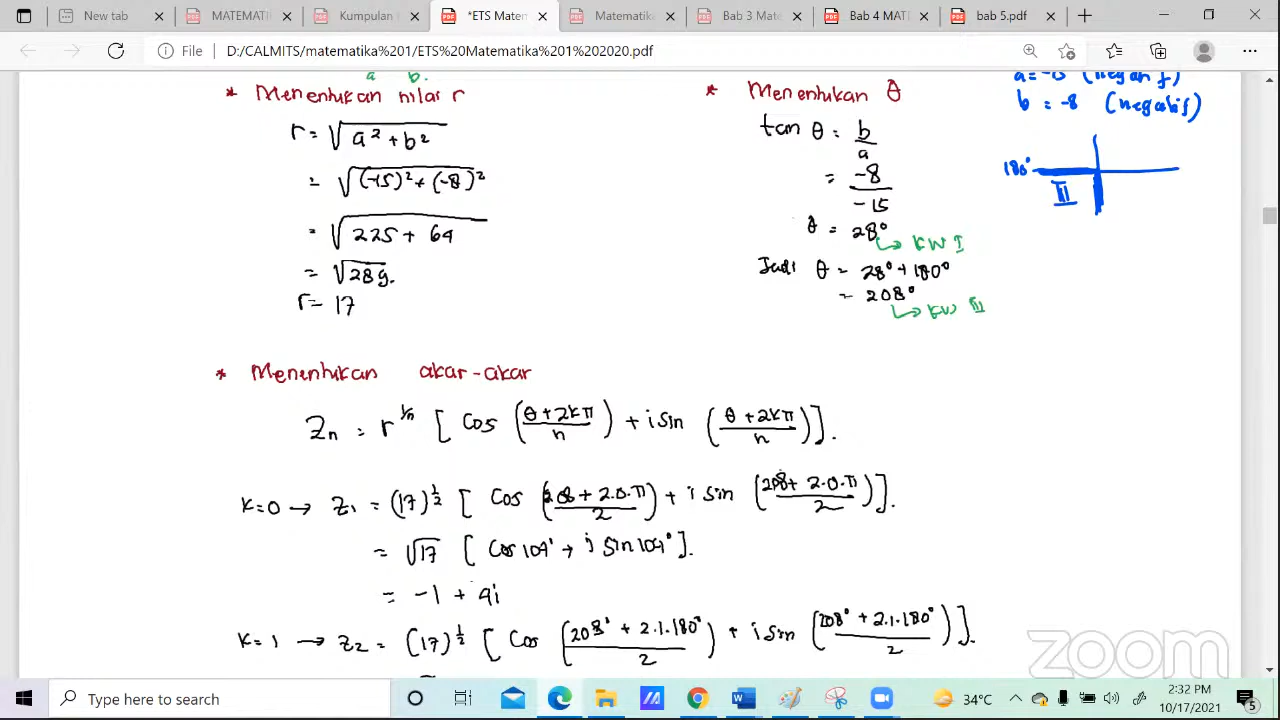 New tab
MATEMATI
Kumpulan
*ETS Matem
Matematika
Bab 3 Mate
Bab 4 MAT
bab 5.pdf
File D:/CALMITS/matematika%201/ETS%20Matematika%201%202020.pdf
a b.
* Menentukan nilai r
r = √(a² + b²)
= √((-15)² + (-8)²)
= √(225 + 64)
= √289.
r = 17
* Menentukan θ
tan θ = b/a
= -8/-15
θ = 28°
→ KW I
Jadi θ = 28° + 180°
= 208°
→ KW III
a = -15 (negatif)
b = -8 (negatif)
180°
III
* Menentukan akar-akar
Zn = r^1/n [ Cos ((θ + 2kπ)/n) + i sin ((θ + 2kπ)/n) ].
K=0 → Z1 = (17)^1/2 [ Cos ((208 + 2.0.π)/2) + i sin ((208 + 2.0.π)/2) ].
= √17 [ Cos 104° + i sin 104° ].
= -1 + 4i
K=1 → Z2 = (17)^1/2 [ Cos ((208° + 2.1.180°)/2) + i sin ((208° + 2.1.180°)/2) ].
zoom
Type here to search
34°C
2:32 PM
10/17/2021
5